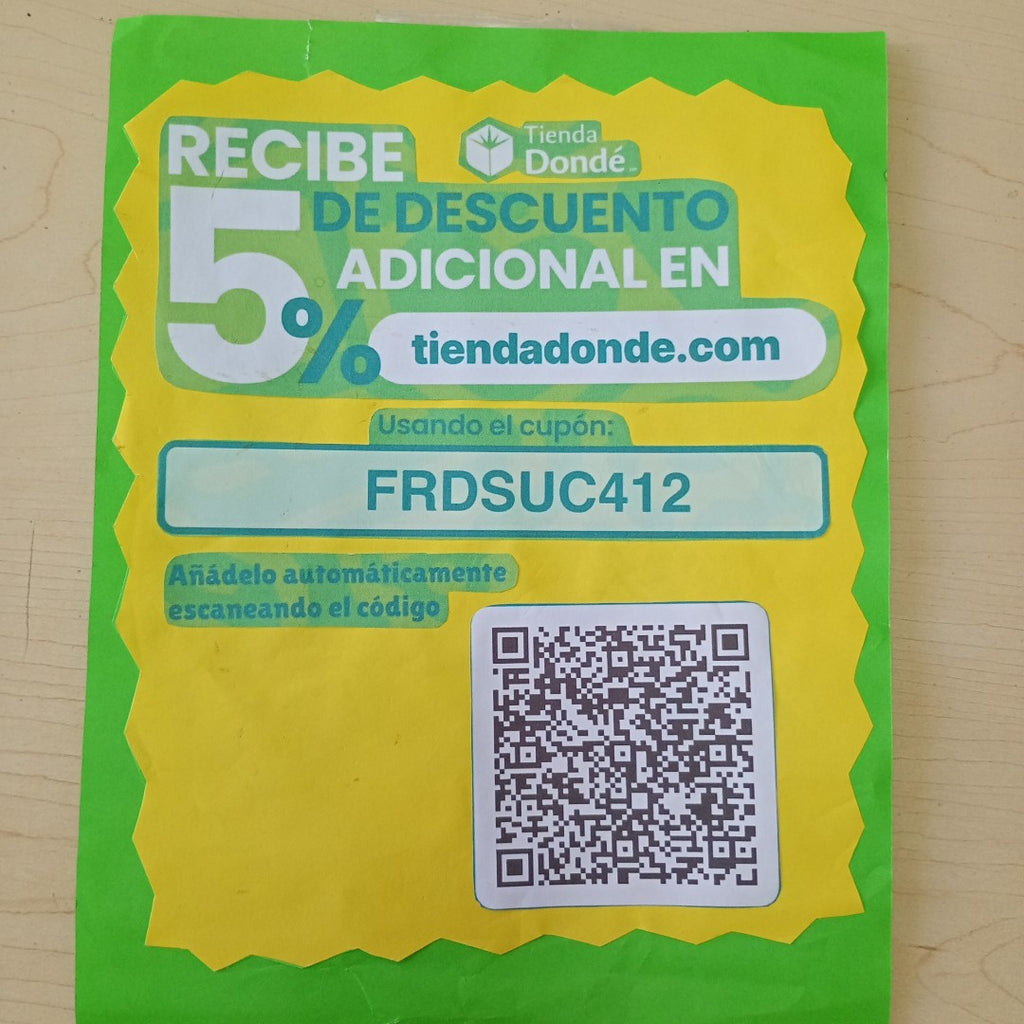 RECIBE
Tienda
Dondé
5% DE DESCUENTO
ADICIONAL EN
tiendadonde.com
Usando el cupón:
FRDSUC412
Añádelo automáticamente
escaneando el código